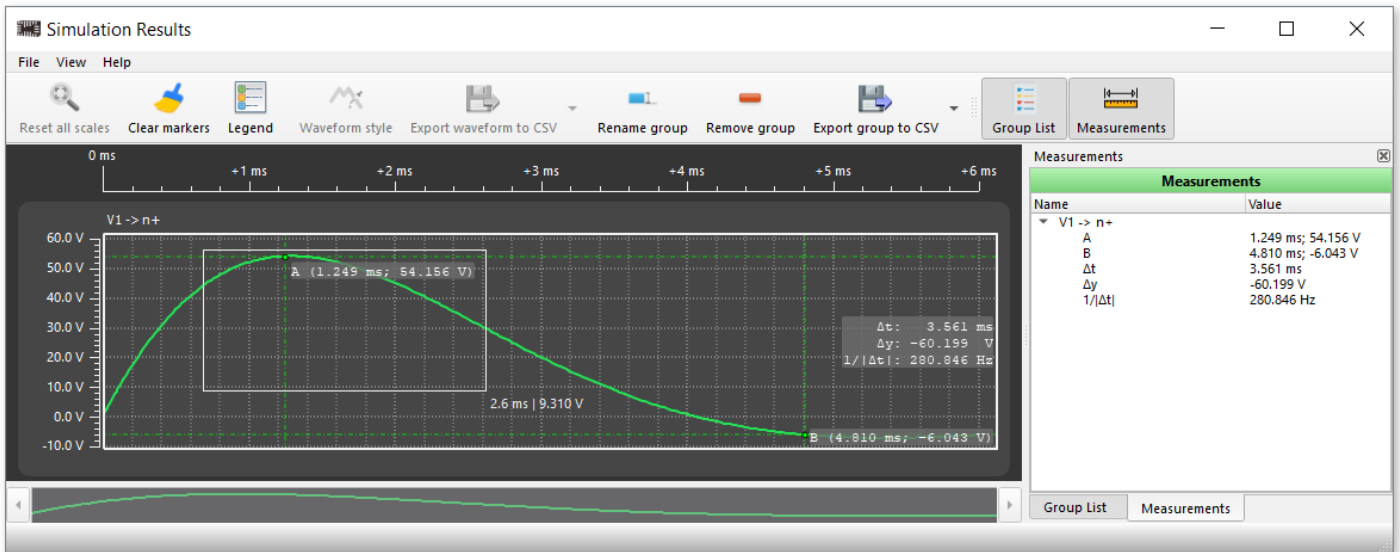 Simulation Results
File View Help
Reset all scales Clear markers Legend Waveform style Export waveform to CSV Rename group Remove group Export group to CSV Group List Measurements
0 ms
+1 ms +2 ms +3 ms +4 ms +5 ms +6 ms
V1 -> n+
60.0 V
50.0 V
40.0 V
30.0 V
20.0 V
10.0 V
0.0 V
-10.0 V
A (1.249 ms; 54.156 V)
Δt: 3.561 ms
Δy: -60.199 V
1/|Δt|: 280.846 Hz
2.6 ms | 9.310 V
B (4.810 ms; -6.043 V)
Measurements
Measurements
Name Value
V1 -> n+
A 1.249 ms; 54.156 V
B 4.810 ms; -6.043 V
Δt 3.561 ms
Δy -60.199 V
1/|Δt| 280.846 Hz
Group List Measurements